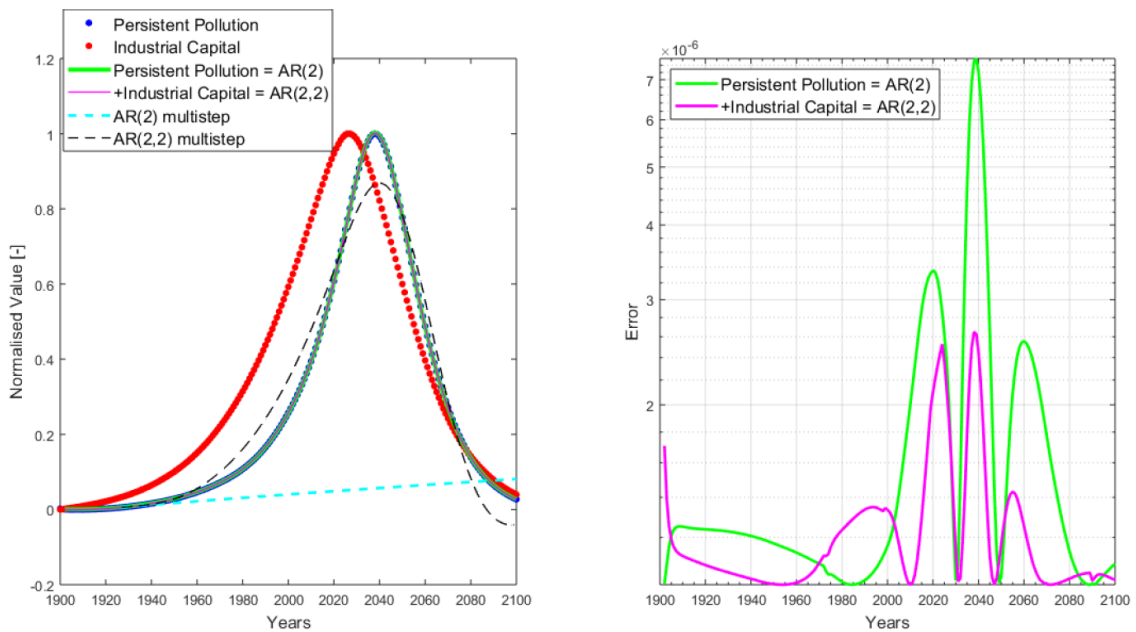 Persistent Pollution
Industrial Capital
Persistent Pollution = AR(2)
+Industrial Capital = AR(2,2)
AR(2) multistep
AR(2,2) multistep
1.2
1
0.8
0.6
0.4
0.2
0
-0.2
Normalised Value [-]
1900 1920 1940 1960 1980 2000 2020 2040 2060 2080 2100
Years
×10⁻⁶
Persistent Pollution = AR(2)
+Industrial Capital = AR(2,2)
7
6
5
4
3
2
Error
1900 1920 1940 1960 1980 2000 2020 2040 2060 2080 2100
Years